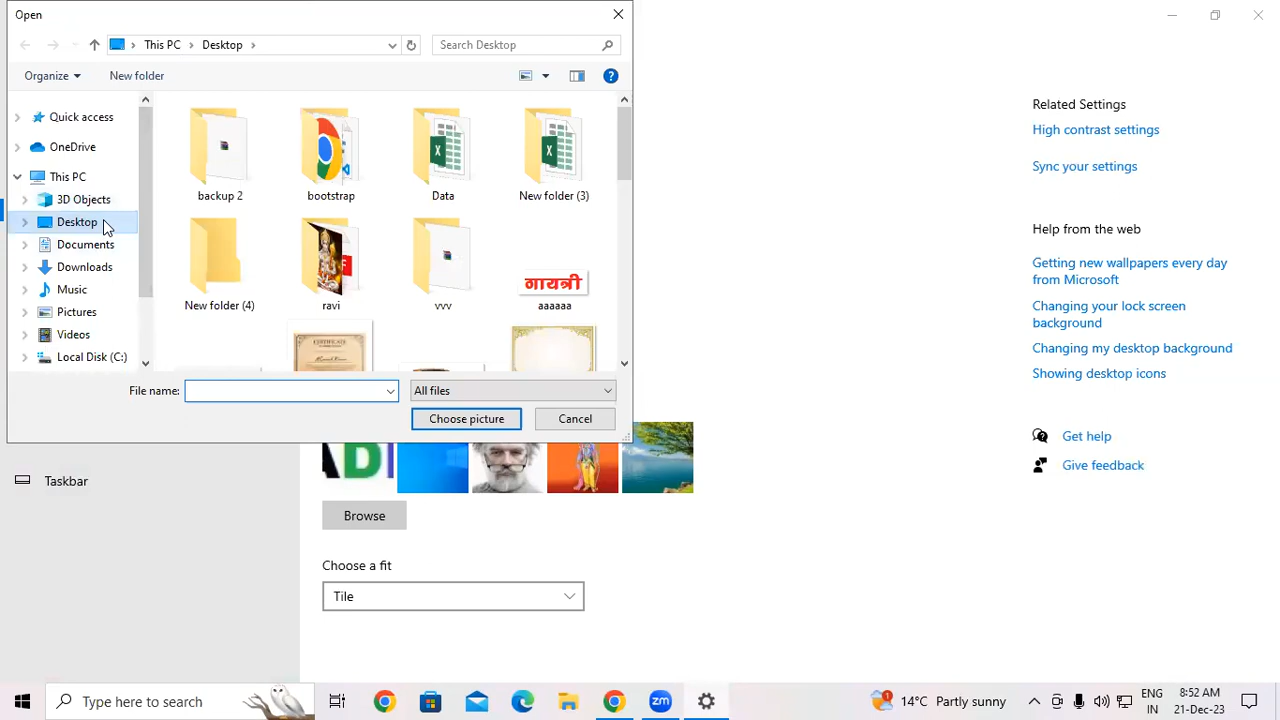 Open
This PC > Desktop >
Search Desktop
Organize
New folder
Quick access
OneDrive
This PC
3D Objects
Desktop
Documents
Downloads
Music
Pictures
Videos
Local Disk (C:)
backup 2
bootstrap
Data
New folder (3)
New folder (4)
ravi
vvv
गायत्री
aaaaaa
CERTIFICATE
File name:
All files
Choose picture
Cancel
Taskbar
Browse
Choose a fit
Tile
Related Settings
High contrast settings
Sync your settings
Help from the web
Getting new wallpapers every day
from Microsoft
Changing your lock screen
background
Changing my desktop background
Showing desktop icons
Get help
Give feedback
Type here to search
zm
1
14°C Partly sunny
ENG
IN
8:52 AM
21-Dec-23